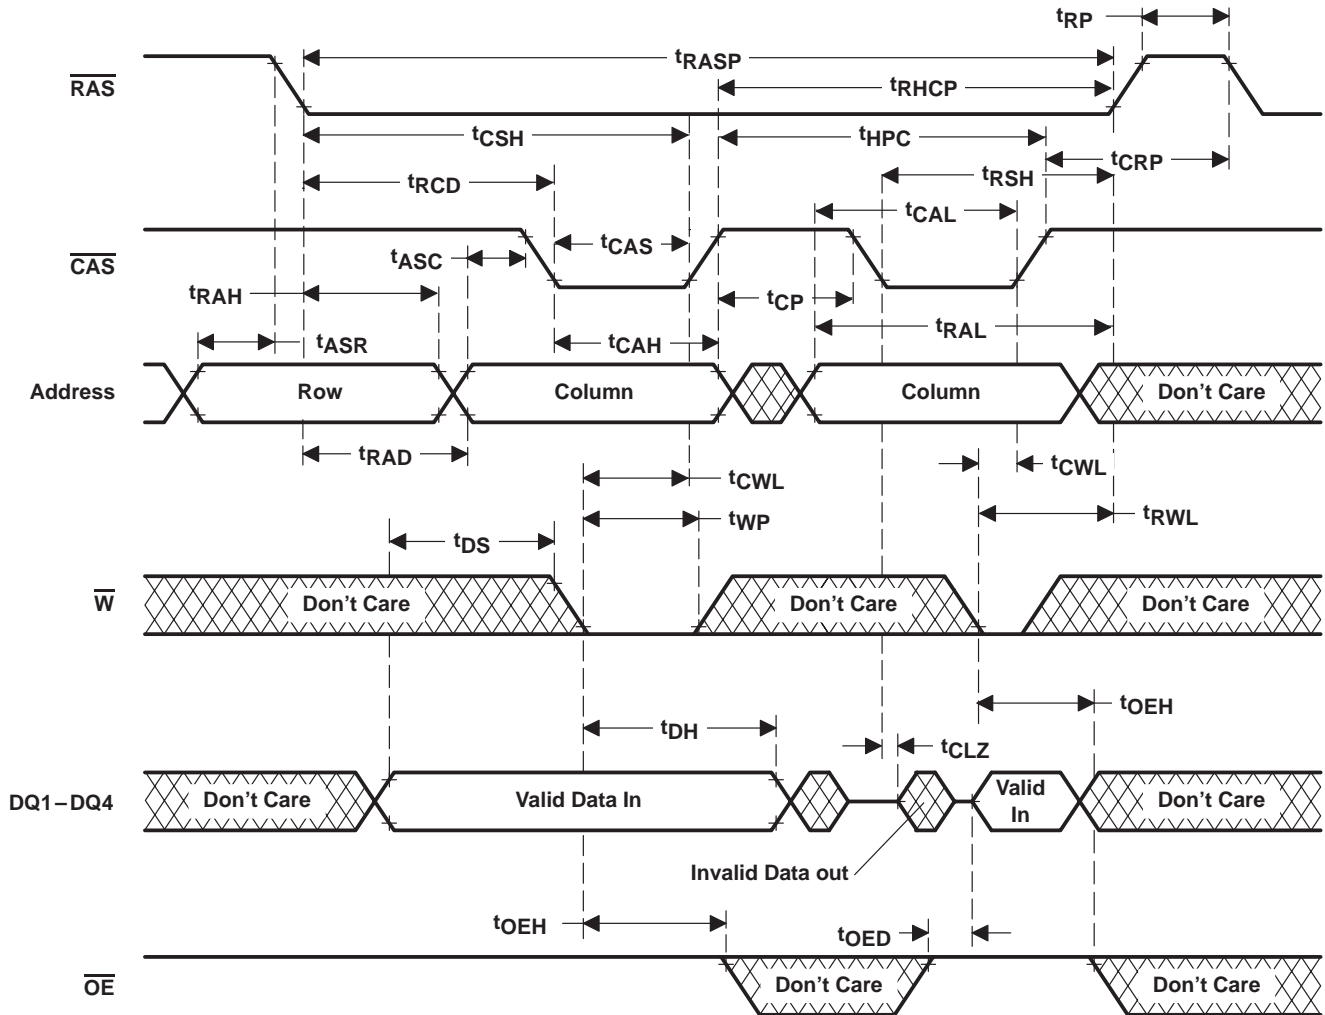 tRP
RAS
tRASP
tRHCP
tCSH
tHPC
tCRP
tRCD
tRSH
tCAL
CAS
tASC
tCAS
tRAH
tCP
tASR
tCAH
tRAL
Address
Row
Column
Column
Don't Care
tRAD
tCWL
tCWL
tWP
tRWL
tDS
W
Don't Care
Don't Care
Don't Care
tOEH
tDH
tCLZ
DQ1–DQ4
Don't Care
Valid Data In
Valid
In
Don't Care
Invalid Data out
tOEH
tOED
OE
Don't Care
Don't Care